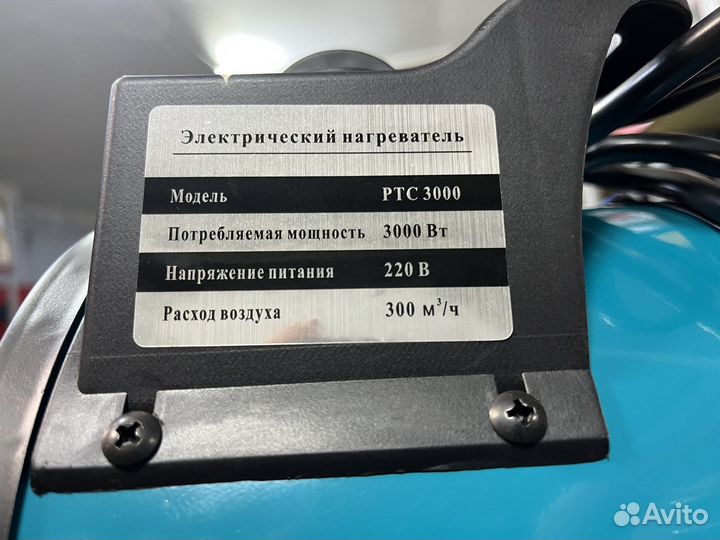 Электрический нагреватель
Модель PTC 3000
Потребляемая мощность 3000 Вт
Напряжение питания 220 В
Расход воздуха 300 м³/ч
Avito